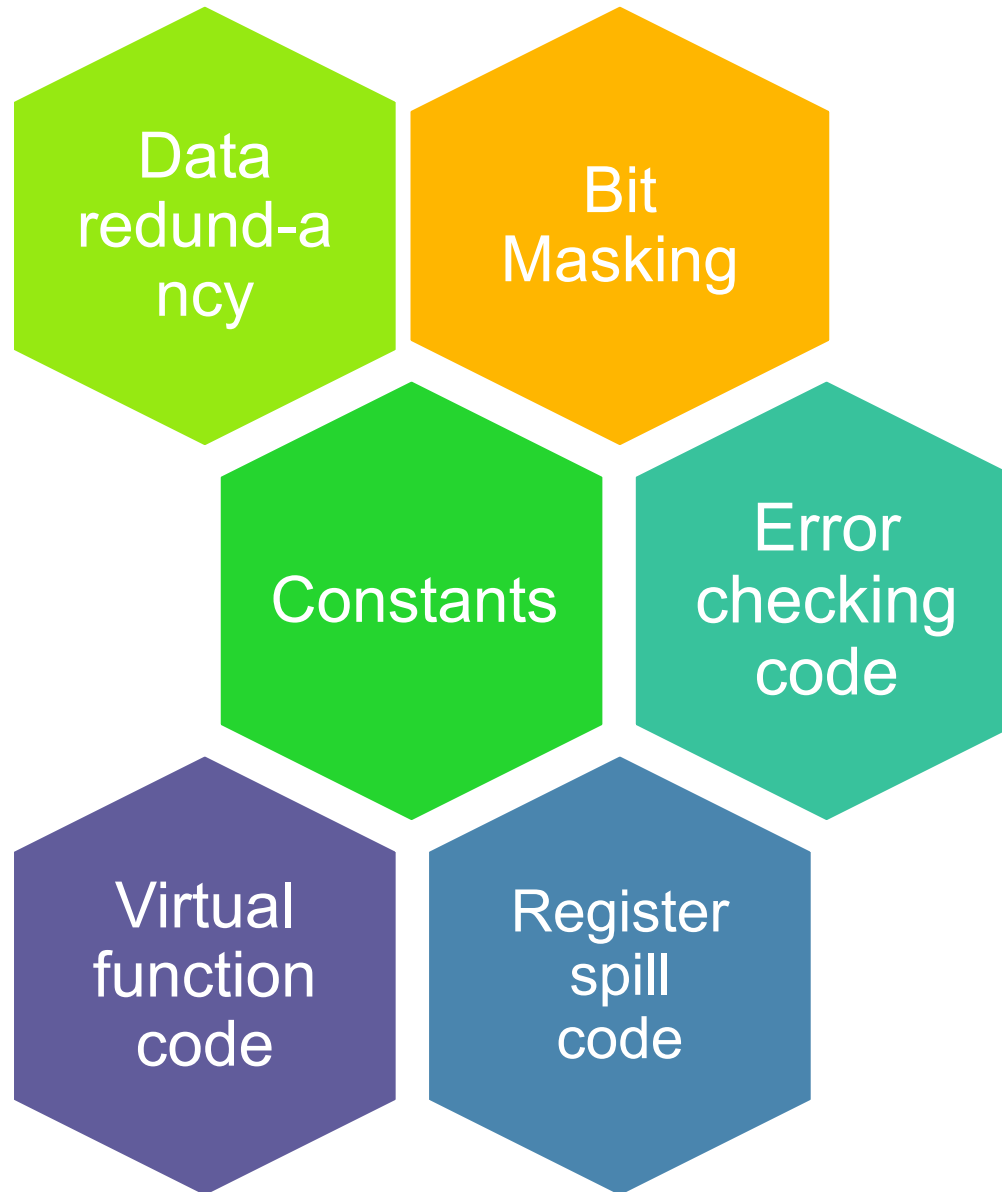 Data
redund-a
ncy
Bit
Masking
Constants
Error
checking
code
Virtual
function
code
Register
spill
code